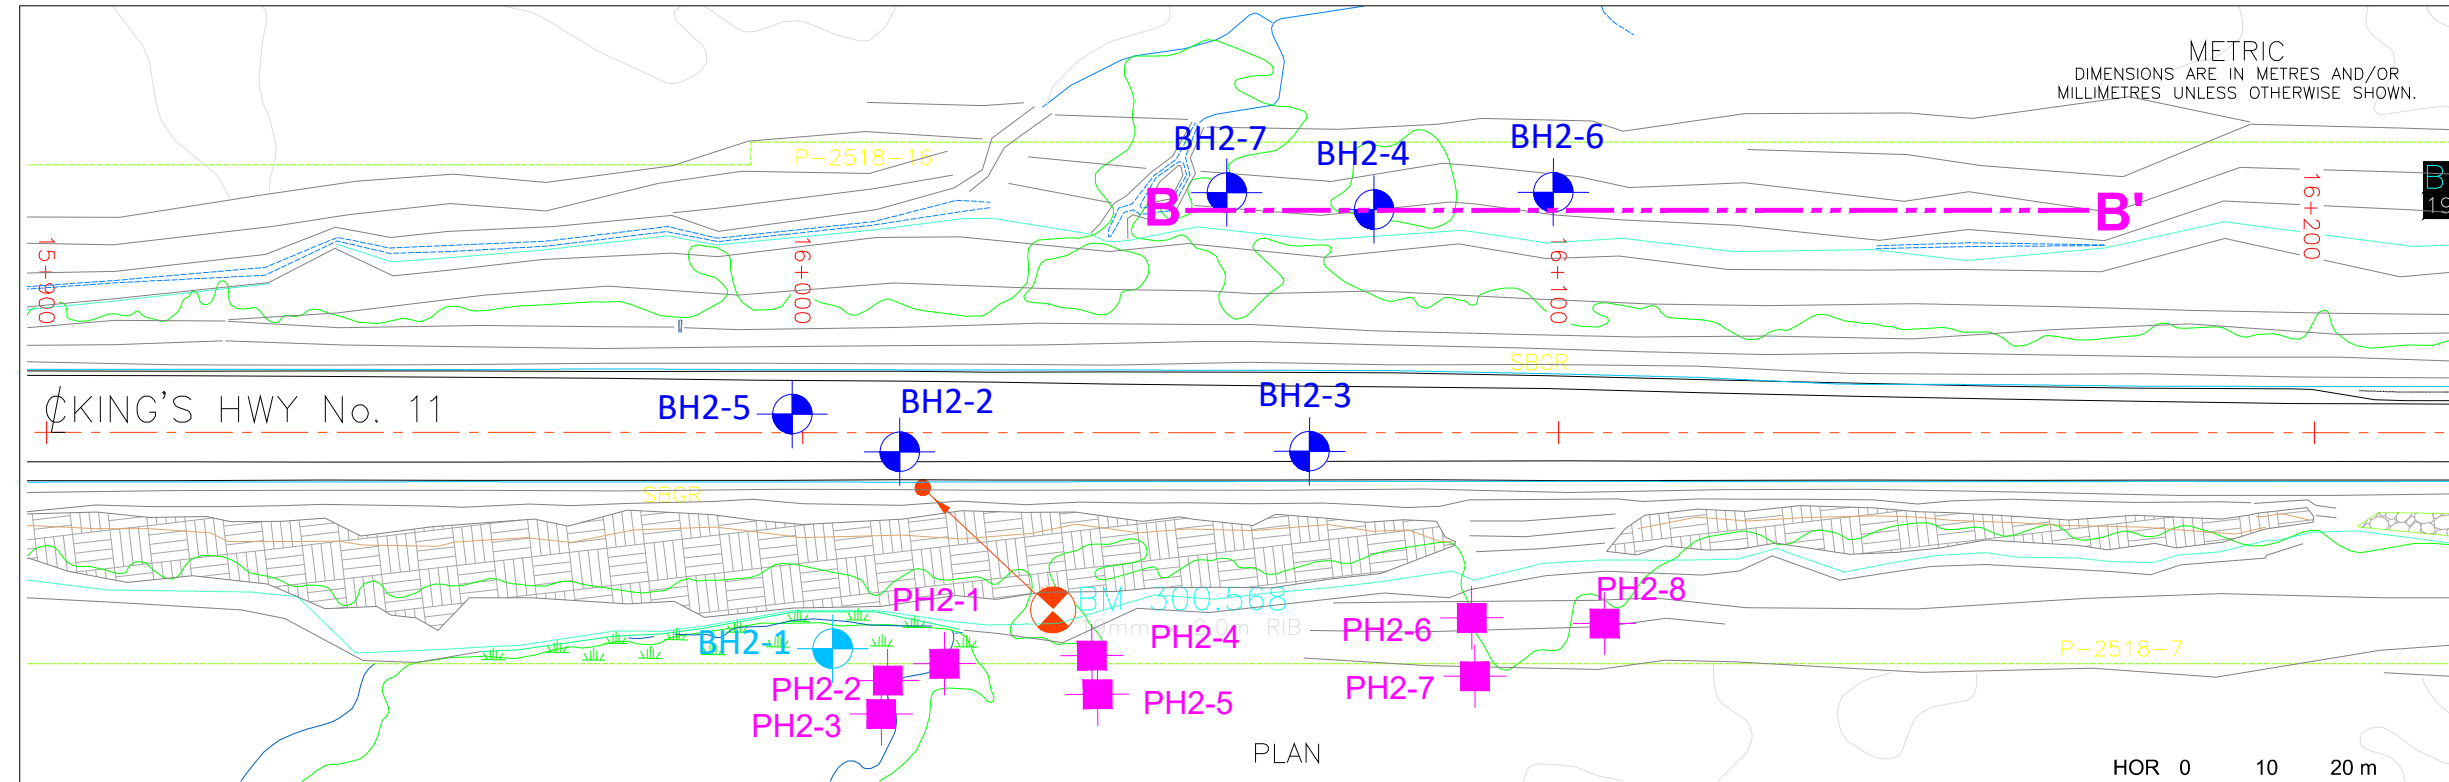 METRIC
DIMENSIONS ARE IN METRES AND/OR
MILLIMETRES UNLESS OTHERWISE SHOWN.
BH2-7
BH2-4
BH2-6
P-2518-16
B
B'
B
19
15+900
16+000
16+100
16+200
SBGR
℄KING'S HWY No. 11
BH2-5
BH2-2
BH2-3
SBGR
PH2-1
BM 300.568
RIB
PH2-8
BH2-1
PH2-4
PH2-6
P-2518-7
PH2-2
PH2-5
PH2-7
PH2-3
PLAN
HOR 0 10 20 m